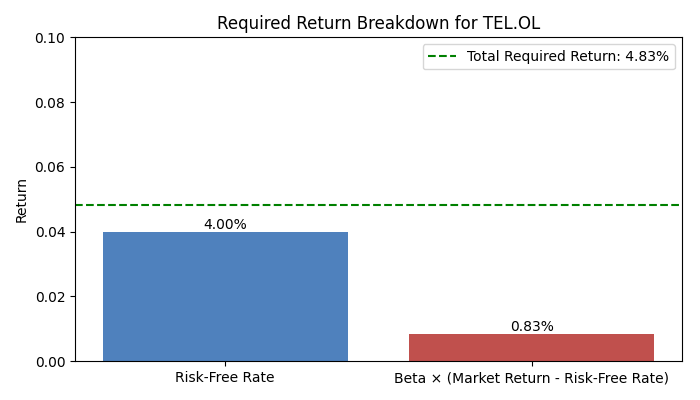 Required Return Breakdown for TEL.OL
Total Required Return: 4.83%
Return
0.10
0.08
0.06
0.04
0.02
0.00
4.00%
0.83%
Risk-Free Rate
Beta × (Market Return - Risk-Free Rate)